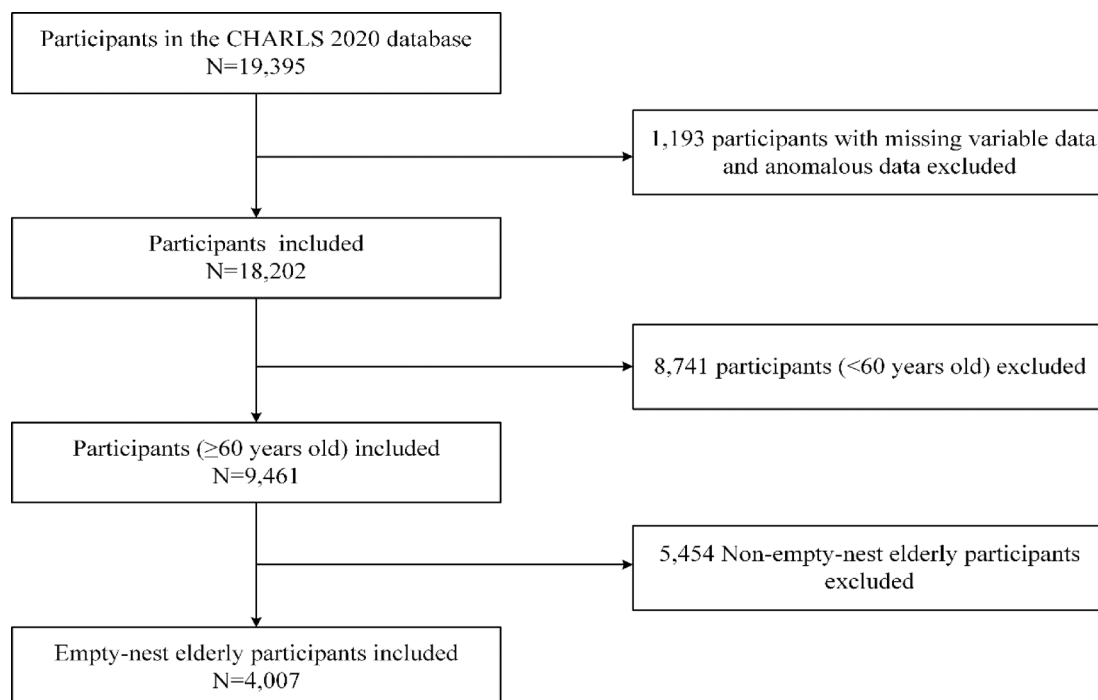 Participants in the CHARLS 2020 database
N=19,395
1,193 participants with missing variable data
and anomalous data excluded
Participants included
N=18,202
8,741 participants (<60 years old) excluded
Participants (≥60 years old) included
N=9,461
5,454 Non-empty-nest elderly participants
excluded
Empty-nest elderly participants included
N=4,007